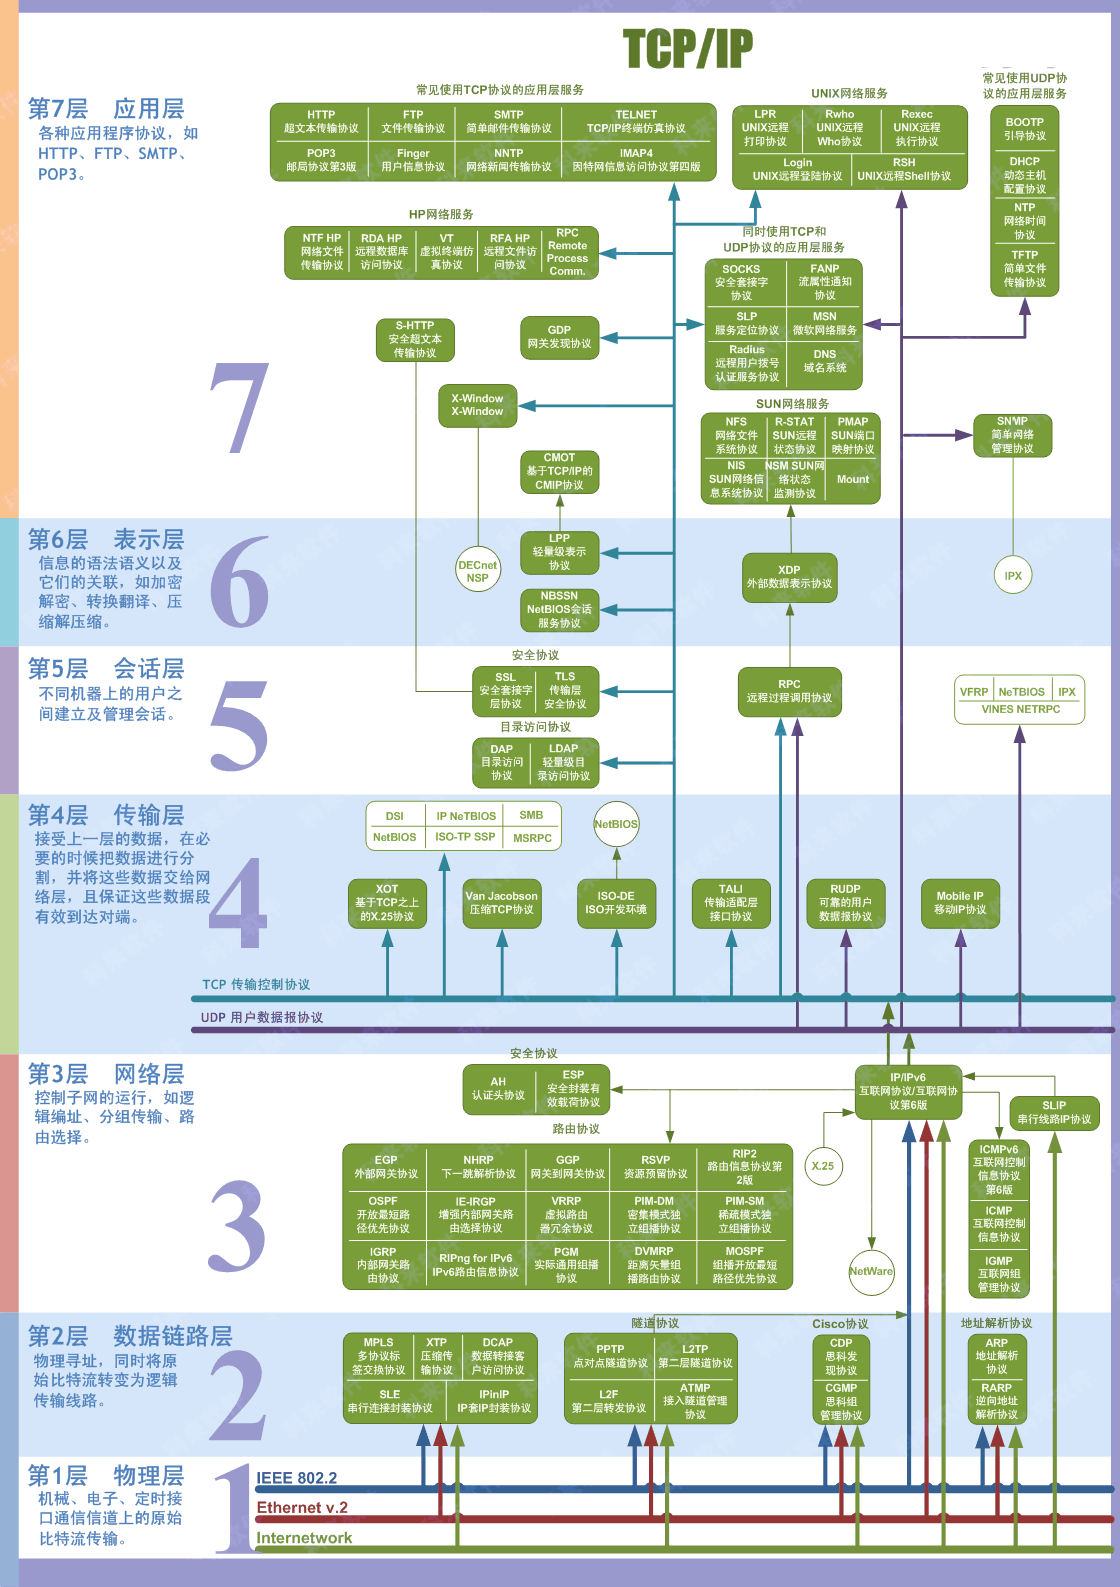 TCP/IP
第7层 应用层
各种应用程序协议，如
HTTP、FTP、SMTP、
POP3。
常见使用TCP协议的应用层服务
HTTP
超文本传输协议
FTP
文件传输协议
SMTP
简单邮件传输协议
TELNET
TCP/IP终端仿真协议
POP3
邮局协议第3版
Finger
用户信息协议
NNTP
网络新闻传输协议
IMAP4
因特网信息访问协议第四版
UNIX网络服务
LPR
UNIX远程
打印协议
Rwho
UNIX远程
Who协议
Rexec
UNIX远程
执行协议
Login
UNIX远程登陆协议
RSH
UNIX远程Shell协议
常见使用UDP协
议的应用层服务
BOOTP
引导协议
DHCP
动态主机
配置协议
NTP
网络时间
协议
TFTP
简单文件
传输协议
HP网络服务
NTF HP
网络文件
传输协议
RDA HP
远程数据库
访问协议
VT
虚拟终端仿
真协议
RFA HP
远程文件访
问协议
RPC
Remote
Process
Comm.
同时使用TCP和
UDP协议的应用层服务
SOCKS
安全套接字
协议
FANP
流属性通知
协议
SLP
服务定位协议
MSN
微软网络服务
Radius
远程用户拨号
认证服务协议
DNS
域名系统
S-HTTP
安全超文本
传输协议
GDP
网关发现协议
7
X-Window
X-Window
SUN网络服务
NFS
网络文件
系统协议
R-STAT
SUN远程
状态协议
PMAP
SUN端口
映射协议
NIS
SUN网络信
息系统协议
NSM SUN网
络状态
监测协议
Mount
SNMP
简单网络
管理协议
CMOT
基于TCP/IP的
CMIP协议
第6层 表示层
信息的语法语义以及
它们的关联，如加密
解密、转换翻译、压
缩解压缩。
6
DECnet
NSP
LPP
轻量级表示
协议
NBSSN
NetBIOS会话
服务协议
XDP
外部数据表示协议
IPX
第5层 会话层
不同机器上的用户之
间建立及管理会话。
5
安全协议
SSL
安全套接字
层协议
TLS
传输层
安全协议
目录访问协议
DAP
目录访问
协议
LDAP
轻量级目
录访问协议
RPC
远程过程调用协议
VFRP
NeTBIOS
IPX
VINES NETRPC
第4层 传输层
接受上一层的数据，在必
要的时候把数据进行分
割，并将这些数据交给网
络层，且保证这些数据段
有效到达对端。
4
DSI
IP NeTBIOS
SMB
NetBIOS
ISO-TP SSP
MSRPC
NetBIOS
XOT
基于TCP之上
的X.25协议
Van Jacobson
压缩TCP协议
ISO-DE
ISO开发环境
TALI
传输适配层
接口协议
RUDP
可靠的用户
数据报协议
Mobile IP
移动IP协议
TCP 传输控制协议
UDP 用户数据报协议
第3层 网络层
控制子网的运行，如逻
辑编址、分组传输、路
由选择。
3
安全协议
AH
认证头协议
ESP
安全封装有
效载荷协议
IP/IPv6
互联网协议/互联网协
议第6版
SLIP
串行线路IP协议
路由协议
EGP
外部网关协议
NHRP
下一跳解析协议
GGP
网关到网关协议
RSVP
资源预留协议
RIP2
路由信息协议第
2版
OSPF
开放最短路
径优先协议
IE-IRGP
增强内部网关路
由选择协议
VRRP
虚拟路由
器冗余协议
PIM-DM
密集模式独
立组播协议
PIM-SM
稀疏模式独
立组播协议
IGRP
内部网关路
由协议
RIPng for IPv6
IPv6路由信息协议
PGM
实际通用组播
协议
DVMRP
距离矢量组
播路由协议
MOSPF
组播开放最短
路径优先协议
X.25
NetWare
ICMPv6
互联网控制
信息协议
第6版
ICMP
互联网控制
信息协议
IGMP
互联网组
管理协议
第2层 数据链路层
物理寻址，同时将原
始比特流转变为逻辑
传输线路。
2
MPLS
多协议标
签交换协议
XTP
压缩传
输协议
DCAP
数据转接客
户访问协议
SLE
串行连接封装协议
IPinIP
IP套IP封装协议
隧道协议
PPTP
点对点隧道协议
L2TP
第二层隧道协议
L2F
第二层转发协议
ATMP
接入隧道管理
协议
Cisco协议
CDP
思科发
现协议
CGMP
思科组
管理协议
地址解析协议
ARP
地址解析
协议
RARP
逆向地址
解析协议
第1层 物理层
机械、电子、定时接
口通信信道上的原始
比特流传输。
1
IEEE 802.2
Ethernet v.2
Internetwork